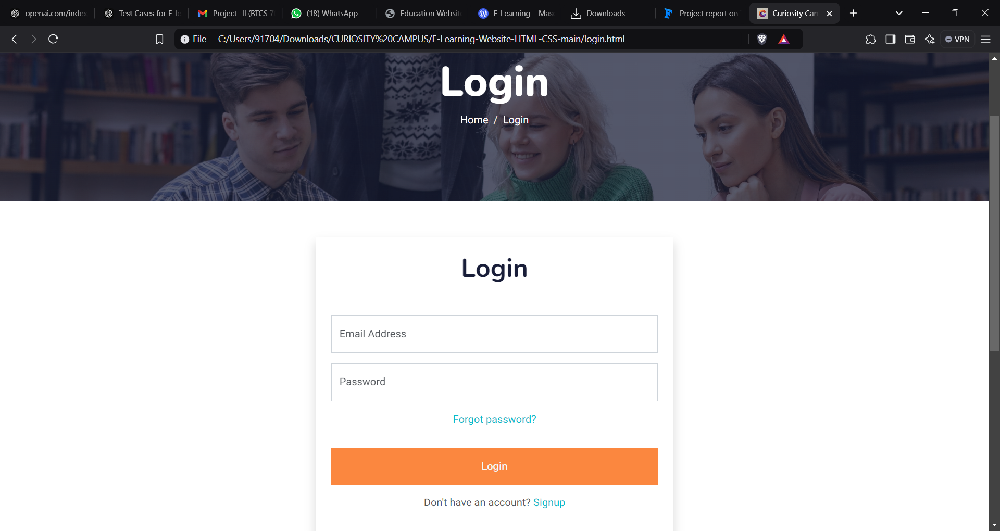 openai.com/index
Test Cases for E-le
Project -II (BTCS 7
(18) WhatsApp
Education Websit
E-Learning – Mas
Downloads
Project report on
Curiosity Cam
File
C:/Users/91704/Downloads/CURIOSITY%20CAMPUS/E-Learning-Website-HTML-CSS-main/login.html
VPN
Login
Home / Login
Login
Email Address
Password
Forgot password?
Login
Don't have an account? Signup